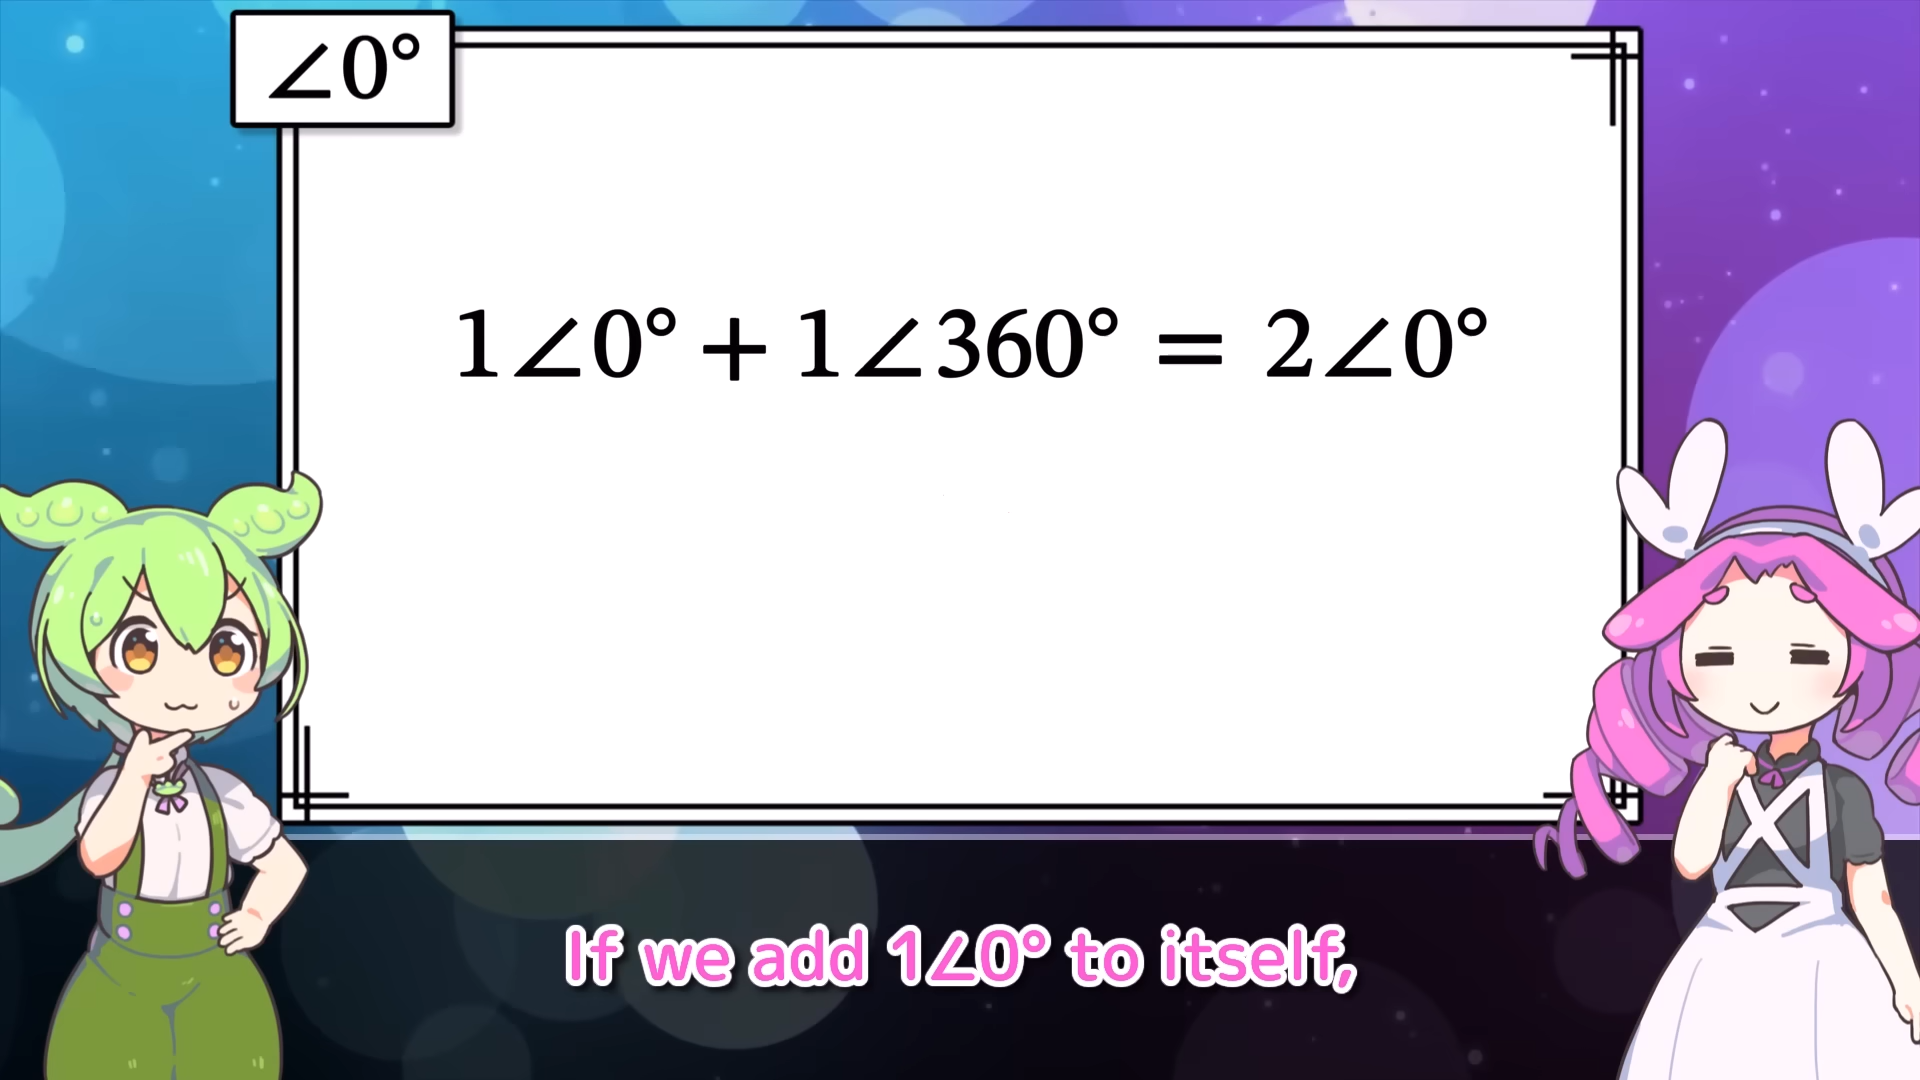 ∠0°
1∠0° + 1∠360° = 2∠0°
If we add 1∠0° to itself,